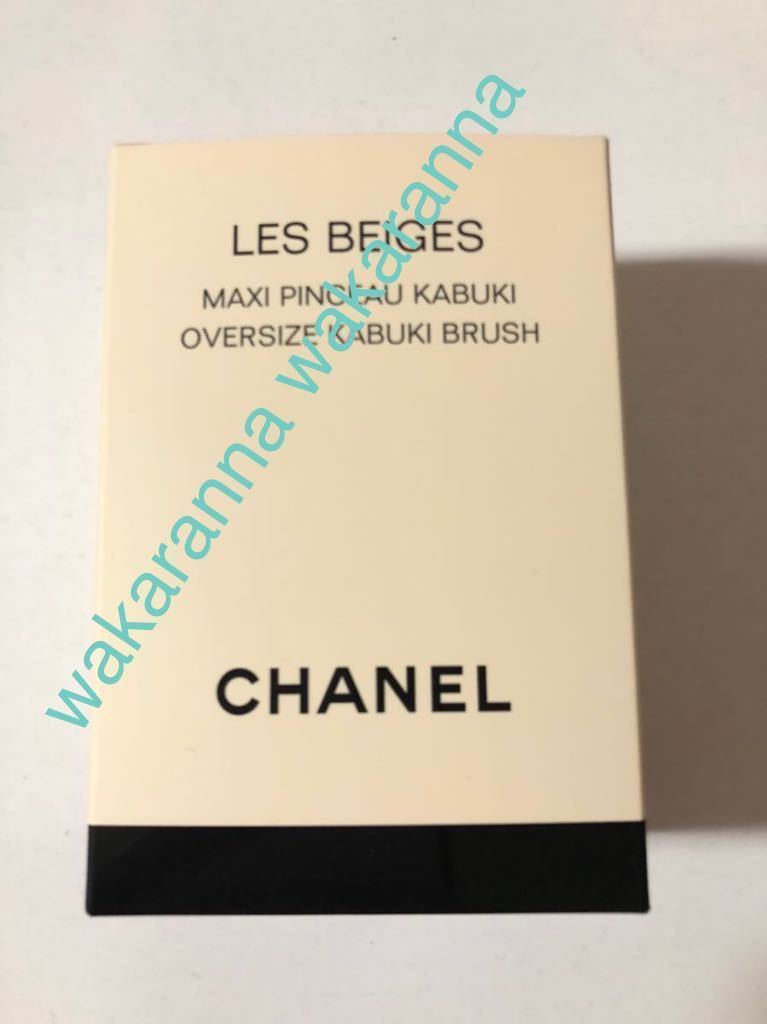 LES BEIGES
MAXI PINCEAU KABUKI
OVERSIZE KABUKI BRUSH
CHANEL
wakaranna wakaranna